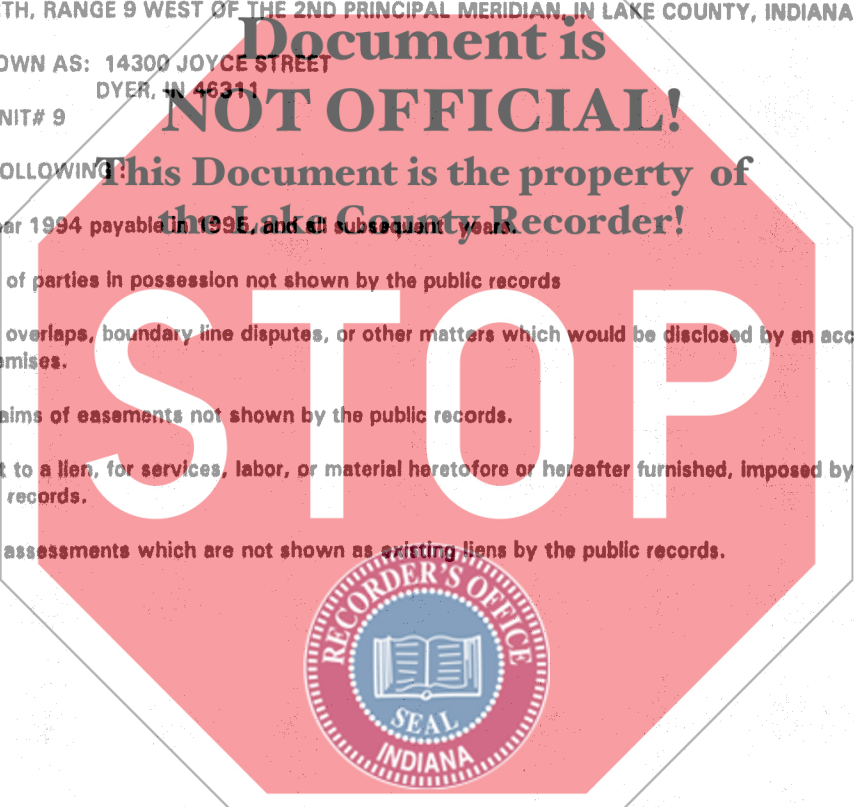 TH, RANGE 9 WEST OF THE 2ND PRINCIPAL MERIDIAN, IN LAKE COUNTY, INDIANA
Document is
OWN AS: 14300 JOYCE STREET
DYER, IN 46311
NOT OFFICIAL!
NIT# 9
OLLOWING:
This Document is the property of
the Lake County Recorder!
ar 1994 payable in 1995, and all subsequent years.
of parties in possession not shown by the public records
STOP
overlaps, boundary line disputes, or other matters which would be disclosed by an acc
mises.
aims of easements not shown by the public records.
t to a lien, for services, labor, or material heretofore or hereafter furnished, imposed by
records.
assessments which are not shown as existing liens by the public records.
RECORDER'S OFFICE
SEAL
INDIANA